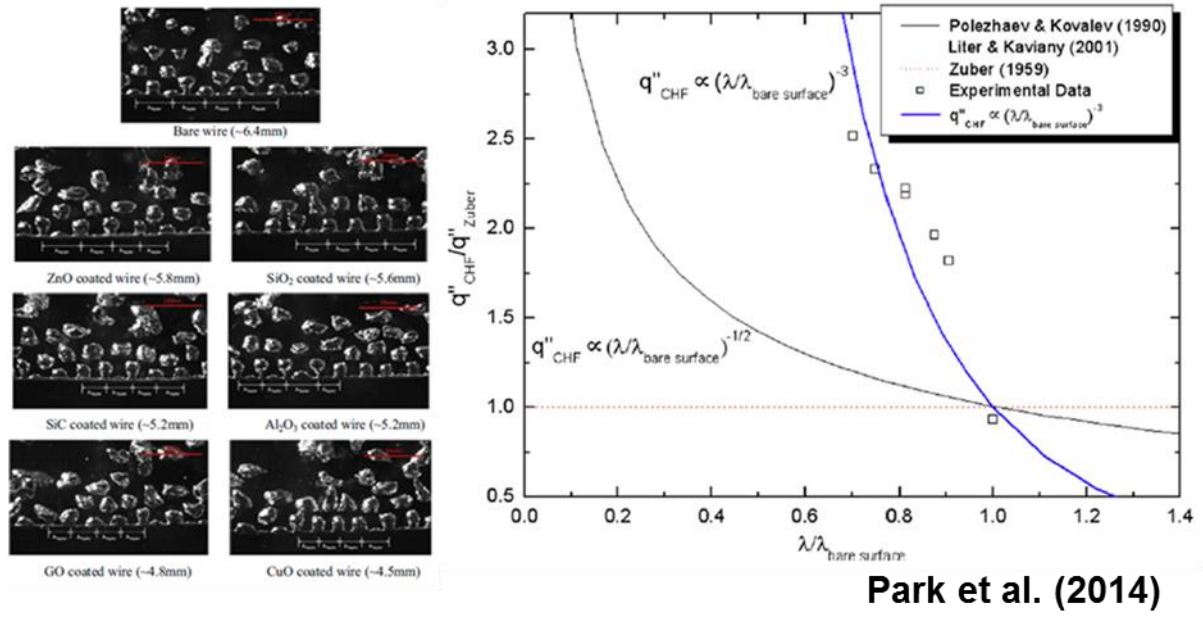 Bare wire (~6.4mm)
ZnO coated wire (~5.8mm)
SiO₂ coated wire (~5.6mm)
SiC coated wire (~5.2mm)
Al₂O₃ coated wire (~5.2mm)
GO coated wire (~4.8mm)
CuO coated wire (~4.5mm)
q"CHF/q"Zuber
3.0
2.5
2.0
1.5
1.0
0.5
0.0
0.2
0.4
0.6
0.8
1.0
1.2
1.4
λ/λbare surface
q"CHF ∝ (λ/λbare surface)^-3
q"CHF ∝ (λ/λbare surface)^-1/2
Polezhaev & Kovalev (1990)
Liter & Kaviany (2001)
Zuber (1959)
Experimental Data
q"CHF ∝ (λ/λbare surface)^-3
Park et al. (2014)